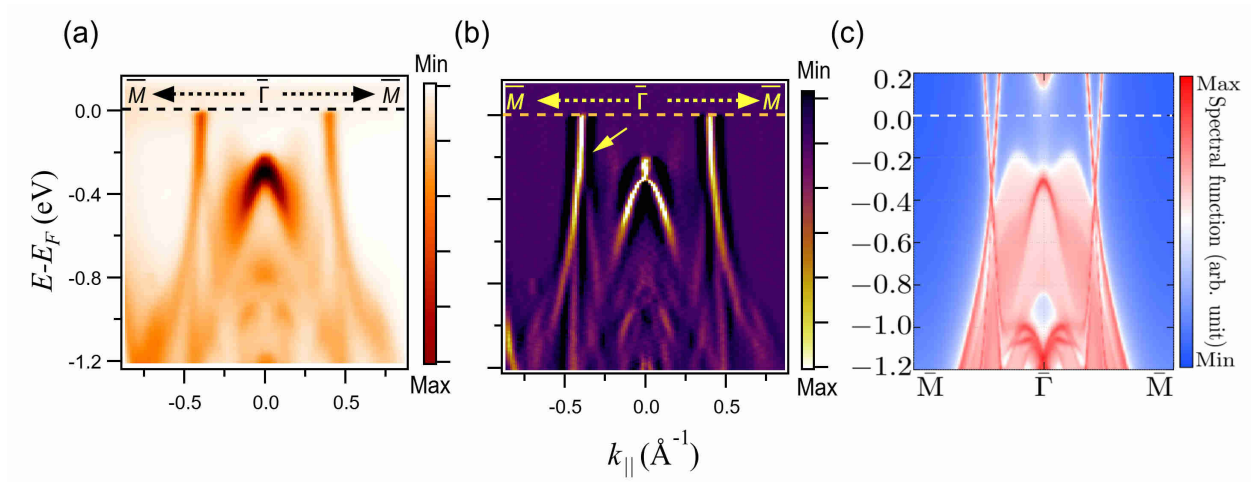 (a)
(b)
(c)
M̅ Γ̅ M̅
0.0
-0.4
-0.8
-1.2
E-E_F (eV)
-0.5 0.0 0.5
Min
Max
M̅ Γ̅ M̅
-0.5 0.0 0.5
Min
Max
k_|| (Å⁻¹)
0.2
0.0
−0.2
−0.4
−0.6
−0.8
−1.0
−1.2
M̄ Γ̄ M̄
Max
Spectral function (arb. unit)
Min